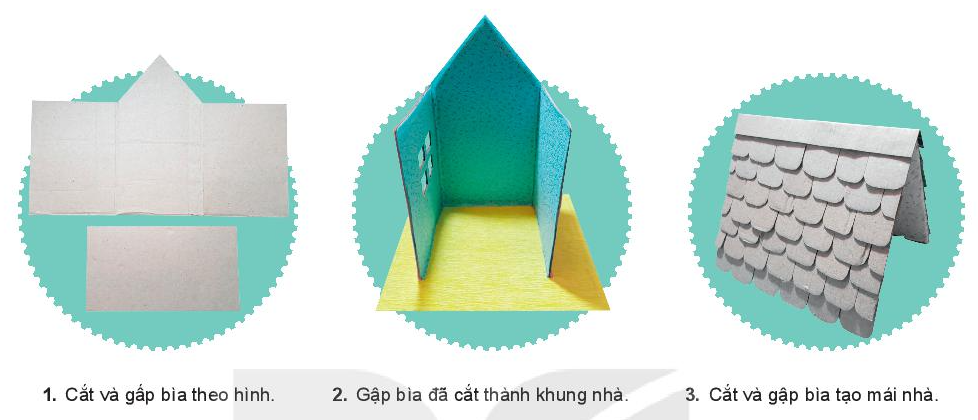 1. Cắt và gấp bìa theo hình.
2. Gập bìa đã cắt thành khung nhà.
3. Cắt và gập bìa tạo mái nhà.